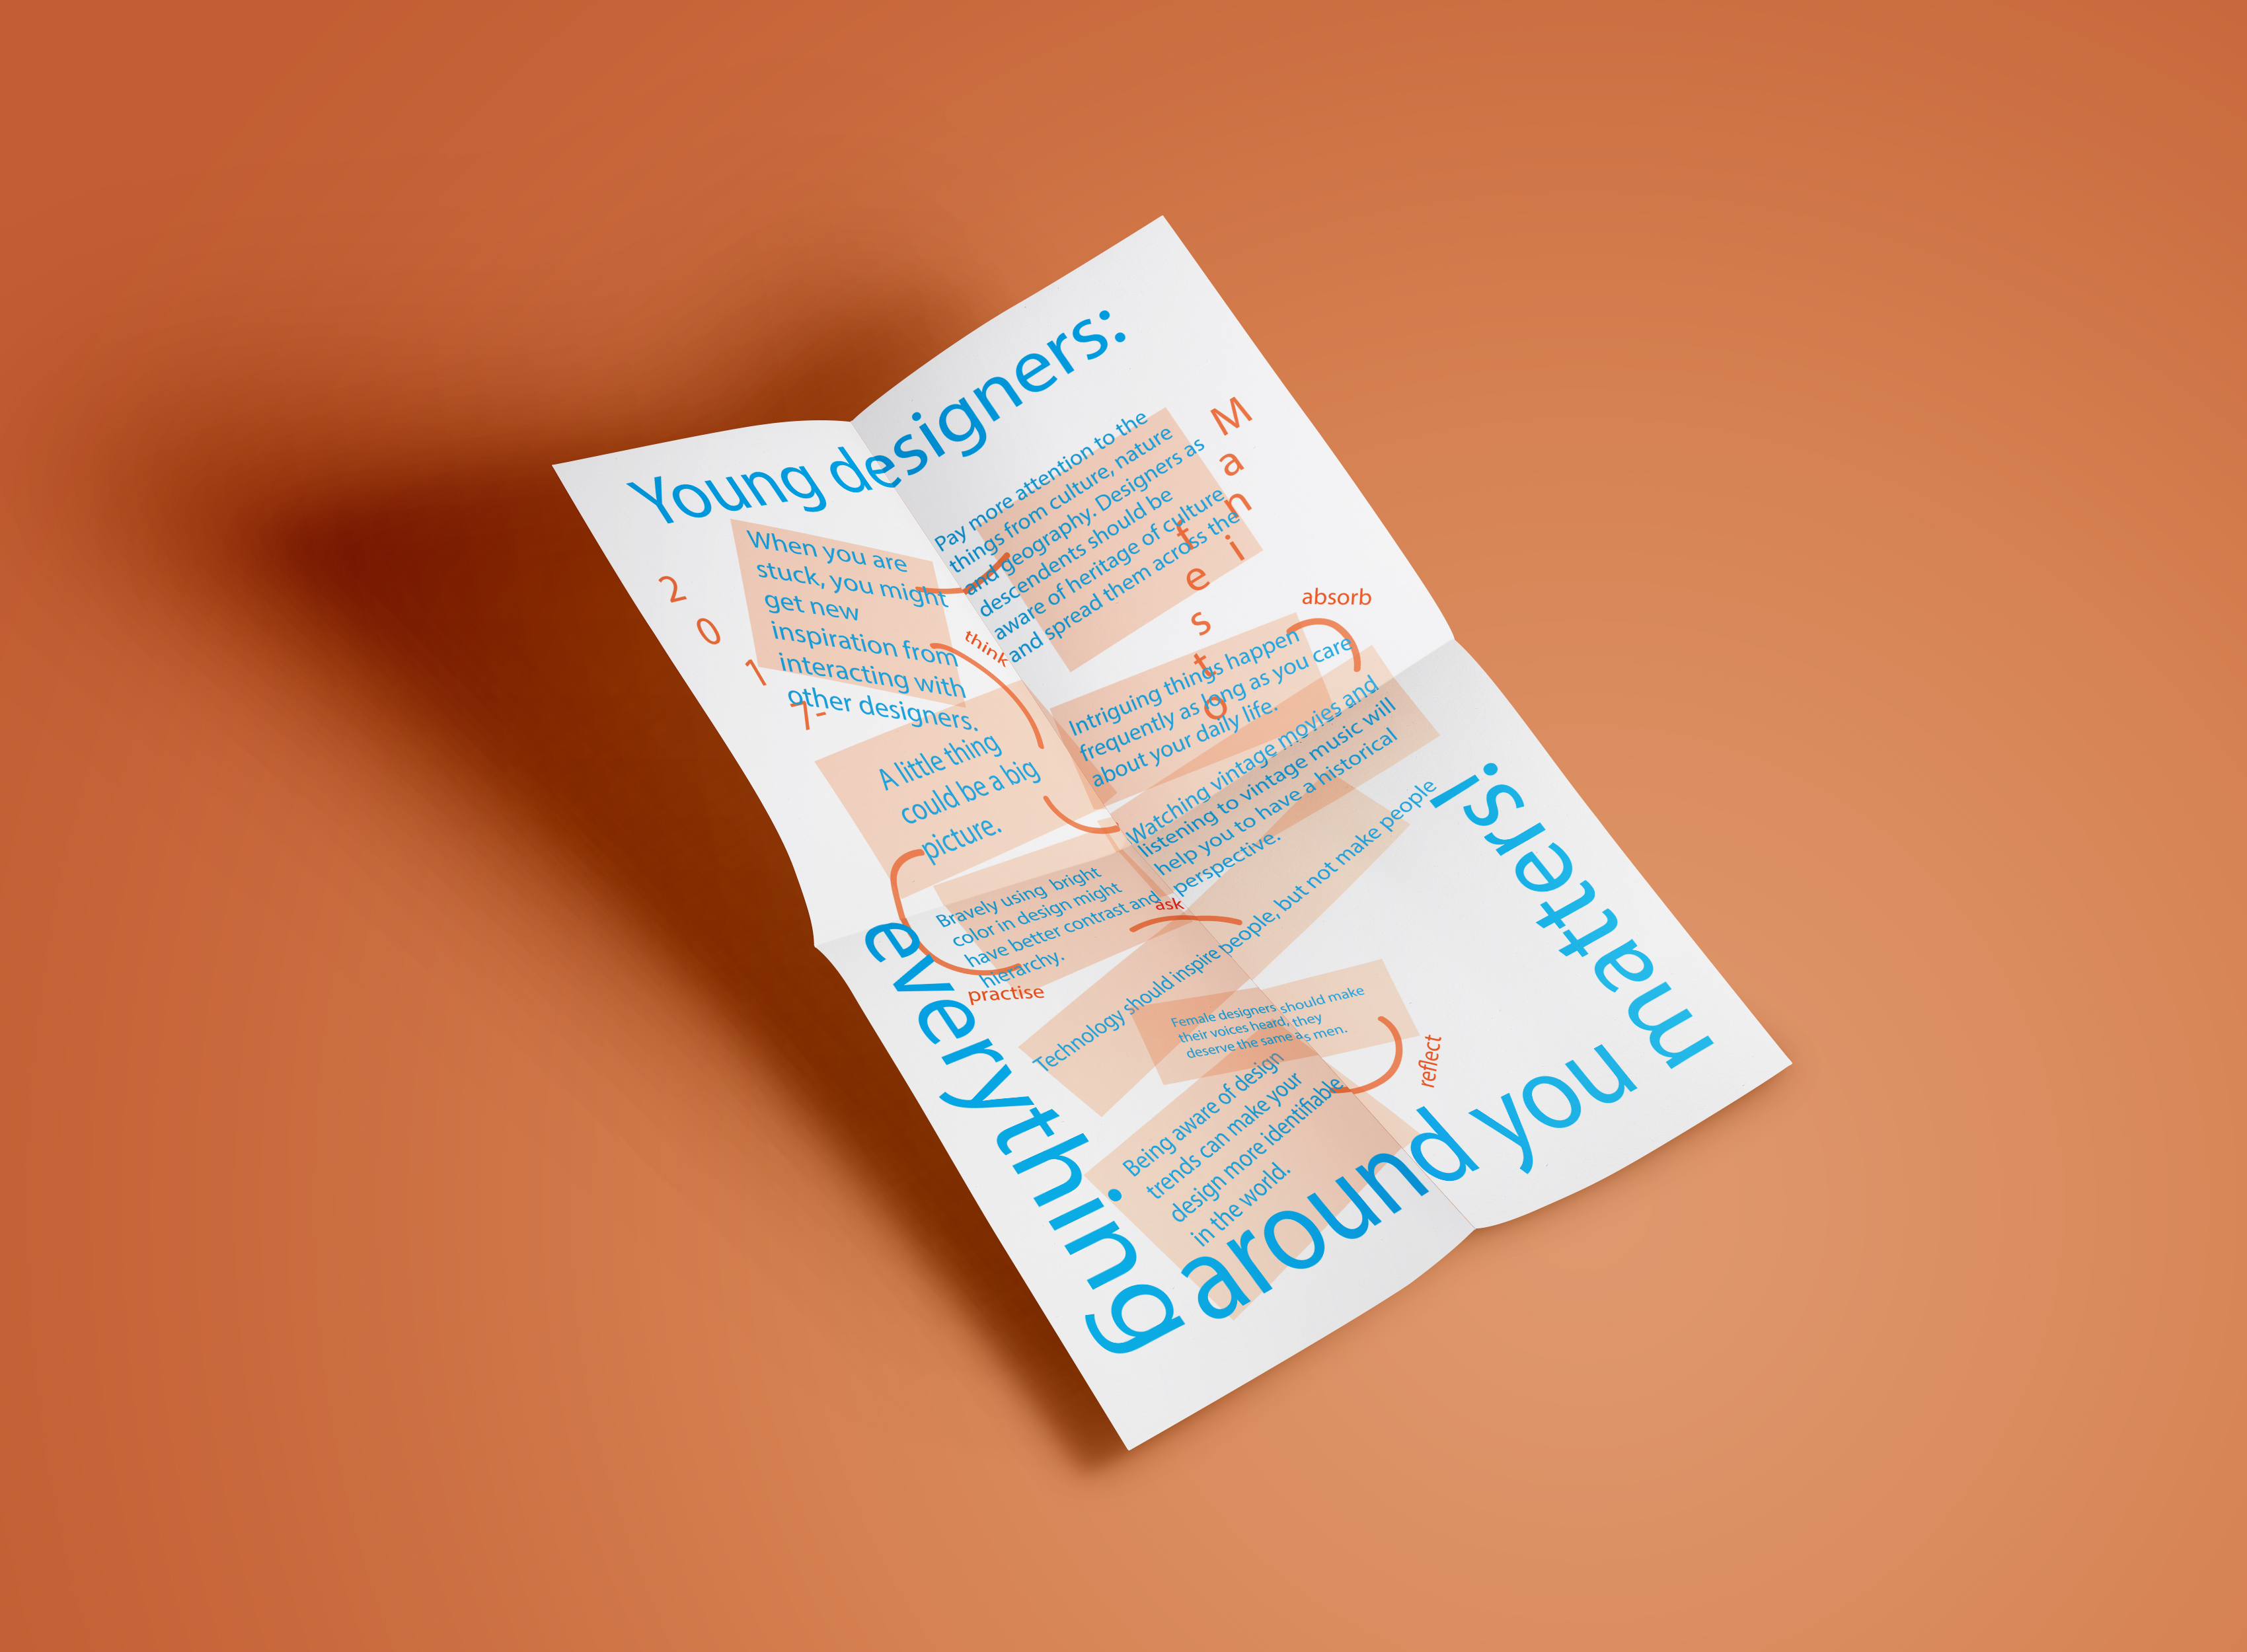 Young designers:
2017-
Manifesto
When you are
stuck, you might
get new
inspiration from
interacting with
other designers.
Pay more attention to the
things from culture, nature
and geography. Designers as
descendents should be
aware of heritage of culture
and spread them across the
think
absorb
A little thing
could be a big
picture.
Intriguing things happen
frequently as long as you care
about your daily life.
Watching vintage movies and
listening to vintage music will
help you to have a historical
perspective.
Bravely using bright
color in design might
have better contrast and
hierarchy.
ask
practise
Technology should inspire people, but not make people
Female designers should make
their voices heard, they
deserve the same as men.
reflect
Being aware of design
trends can make your
design more identifiable
in the world.
everything
around you
matters!